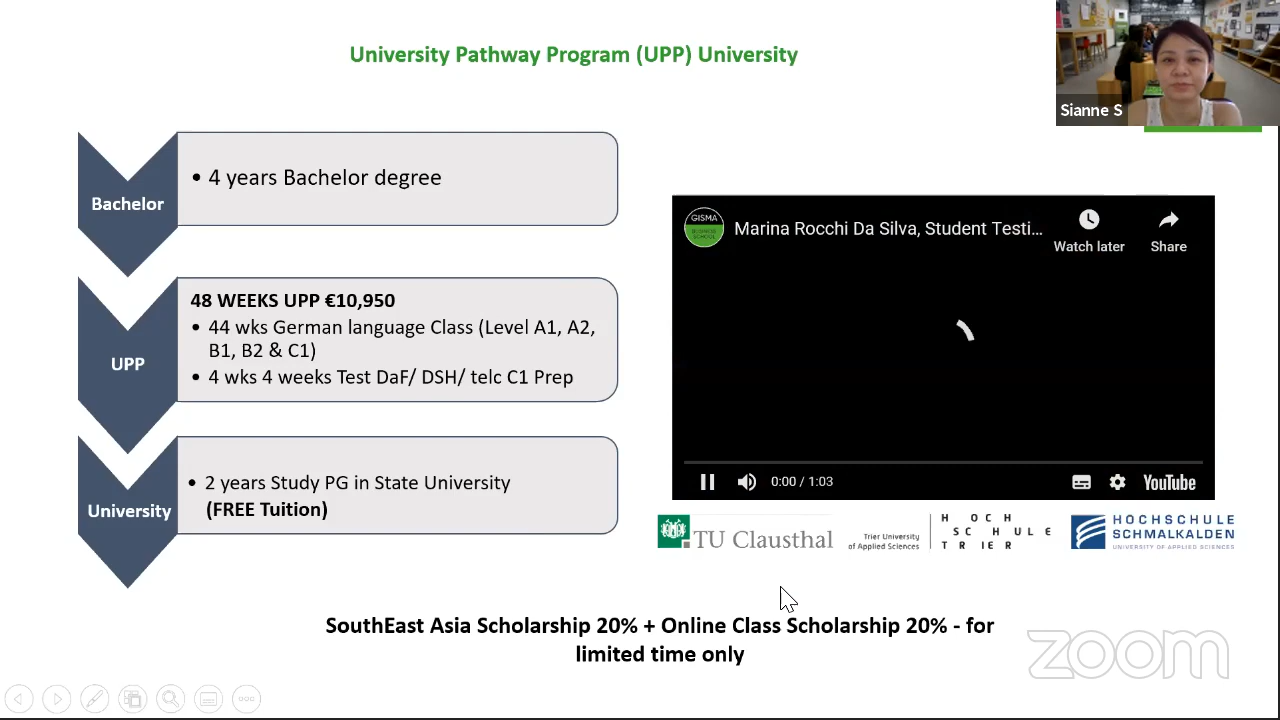 University Pathway Program (UPP) University
Sianne S
Bachelor
• 4 years Bachelor degree
UPP
48 WEEKS UPP €10,950
• 44 wks German language Class (Level A1, A2,
B1, B2 & C1)
• 4 wks 4 weeks Test DaF/ DSH/ telc C1 Prep
University
• 2 years Study PG in State University
(FREE Tuition)
GISMA
BUSINESS
SCHOOL
Marina Rocchi Da Silva, Student Testi...
Watch later
Share
0:00 / 1:03
YouTube
TU Clausthal
Trier University
of Applied Sciences
HOCH
SCHULE
TRIER
HOCHSCHULE
SCHMALKALDEN
UNIVERSITY OF APPLIED SCIENCES
SouthEast Asia Scholarship 20% + Online Class Scholarship 20% - for
limited time only
zoom